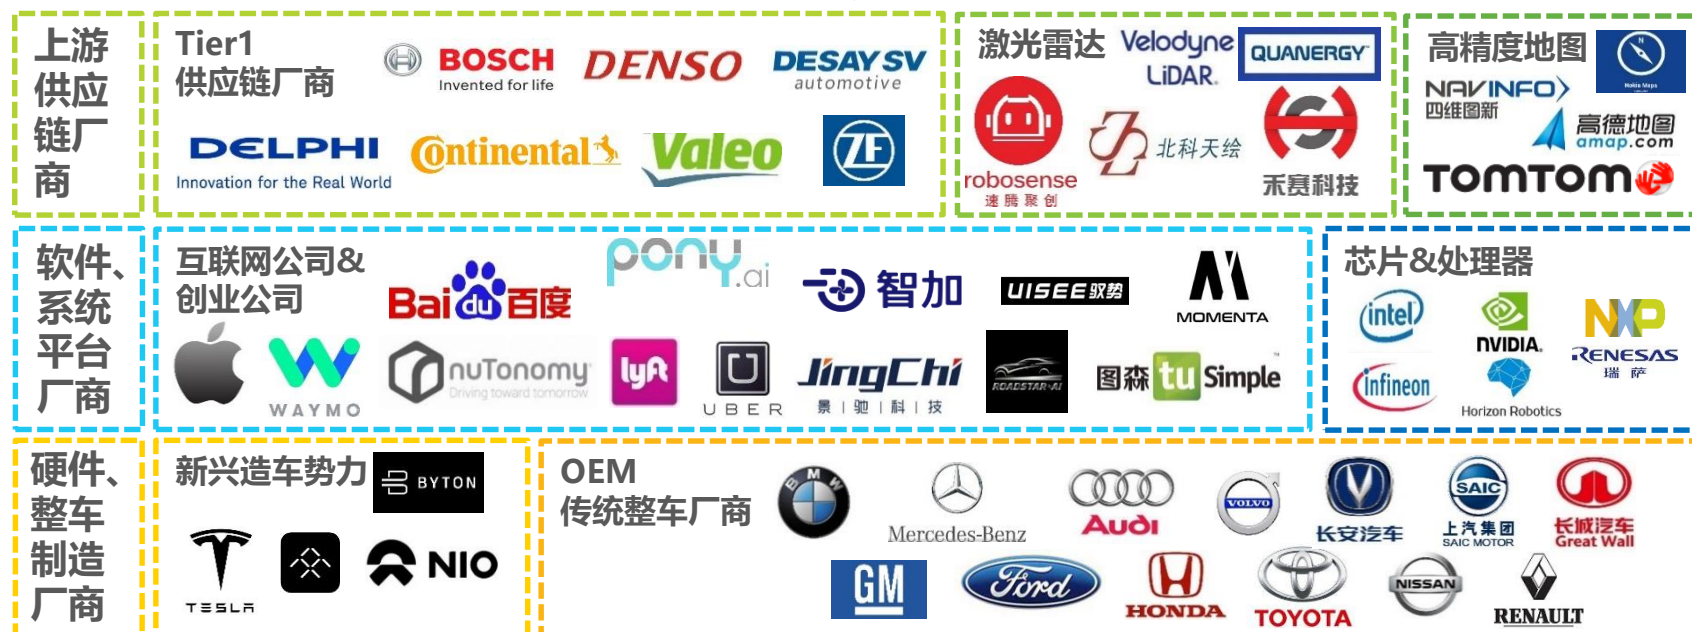 上游
供应
链厂
商
Tier1
供应链厂商
BOSCH
Invented for life
DENSO
DESAY SV
automotive
DELPHI
Innovation for the Real World
Continental
Valeo
ZF
激光雷达
Velodyne
LiDAR
QUANERGY
robosense
速腾聚创
北科天绘
禾赛科技
高精度地图
Nokia Maps
NAVINFO
四维图新
高德地图
amap.com
TOMTOM
软件、
系统
平台
厂商
互联网公司&
创业公司
Bai du 百度
pony.ai
智加
UISEE驭势
MOMENTA
WAYMO
nuTonomy
Driving toward tomorrow
lyft
UBER
JingChi
景|驰|科|技
ROADSTAR.AI
图森 tu Simple
芯片&处理器
intel
NVIDIA
NXP
RENESAS
瑞萨
infineon
Horizon Robotics
硬件、
整车
制造
厂商
新兴造车势力
BYTON
TESLA
NIO
OEM
传统整车厂商
BMW
Mercedes-Benz
Audi
VOLVO
长安汽车
SAIC
上汽集团
SAIC MOTOR
长城汽车
Great Wall
GM
Ford
HONDA
TOYOTA
NISSAN
RENAULT